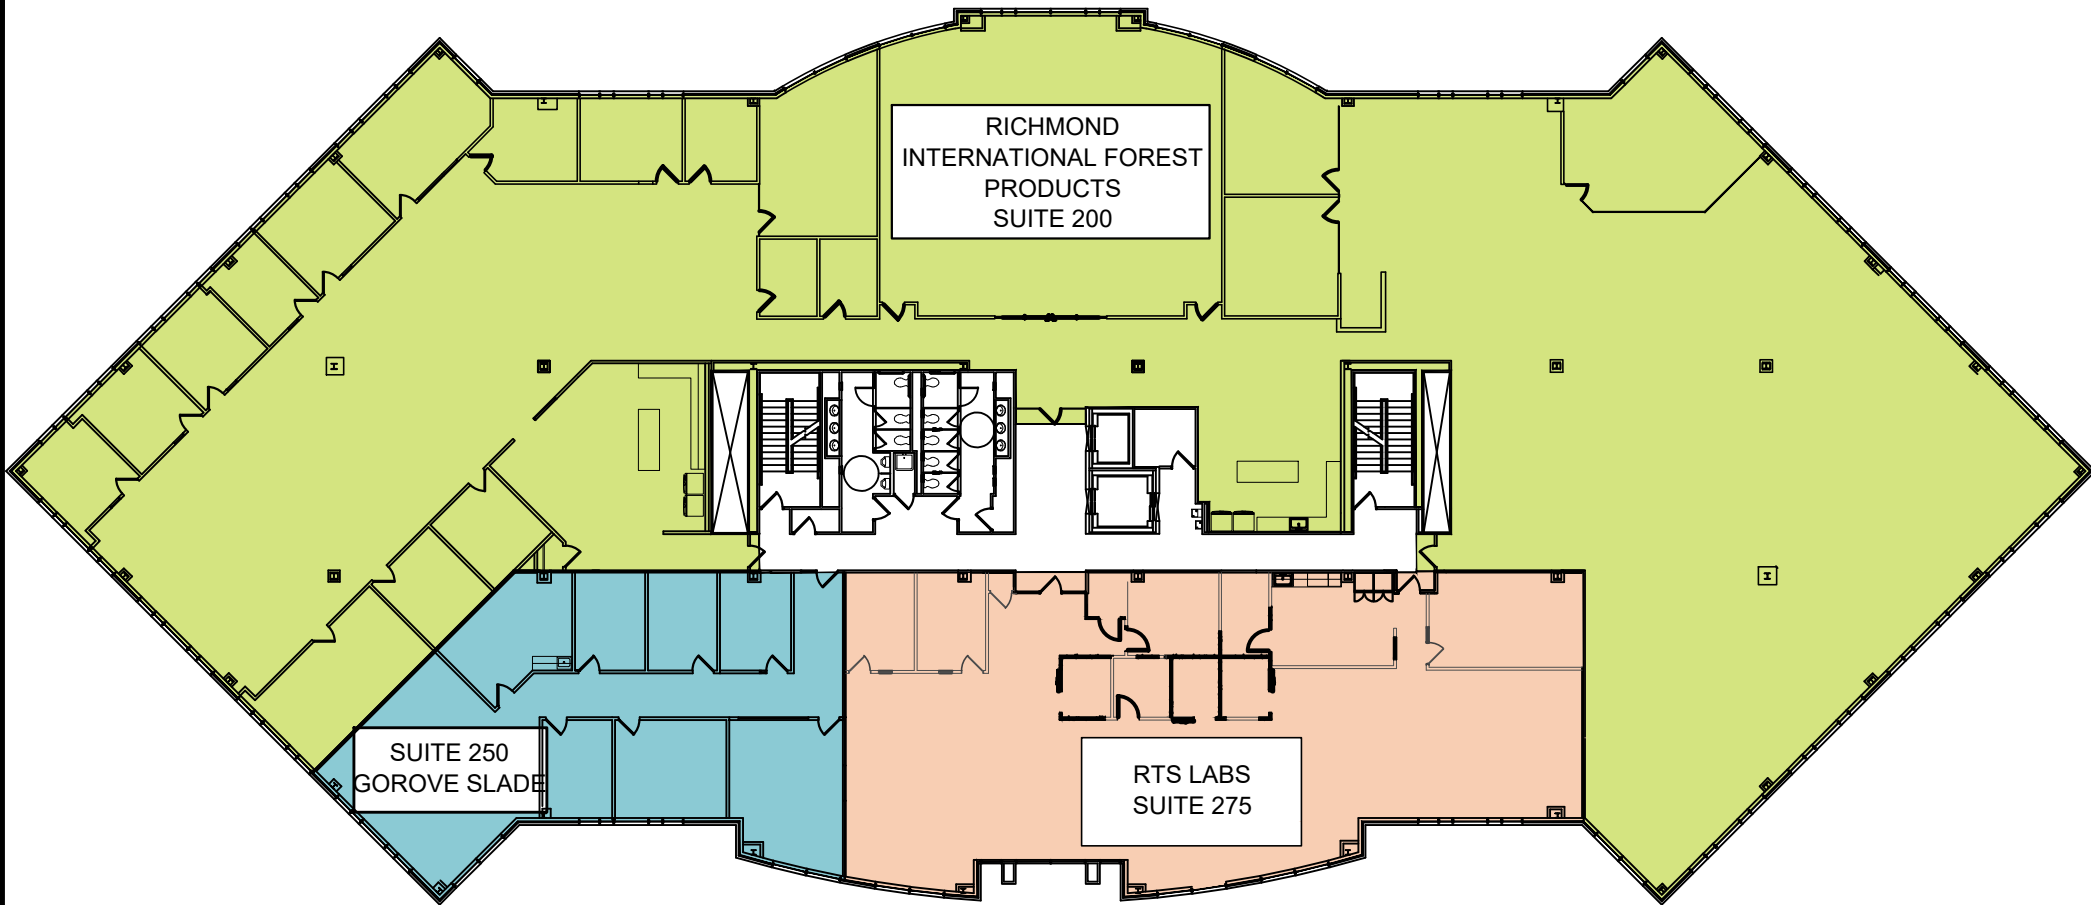 RICHMOND
INTERNATIONAL FOREST
PRODUCTS
SUITE 200
SUITE 250
GOROVE SLADE
RTS LABS
SUITE 275